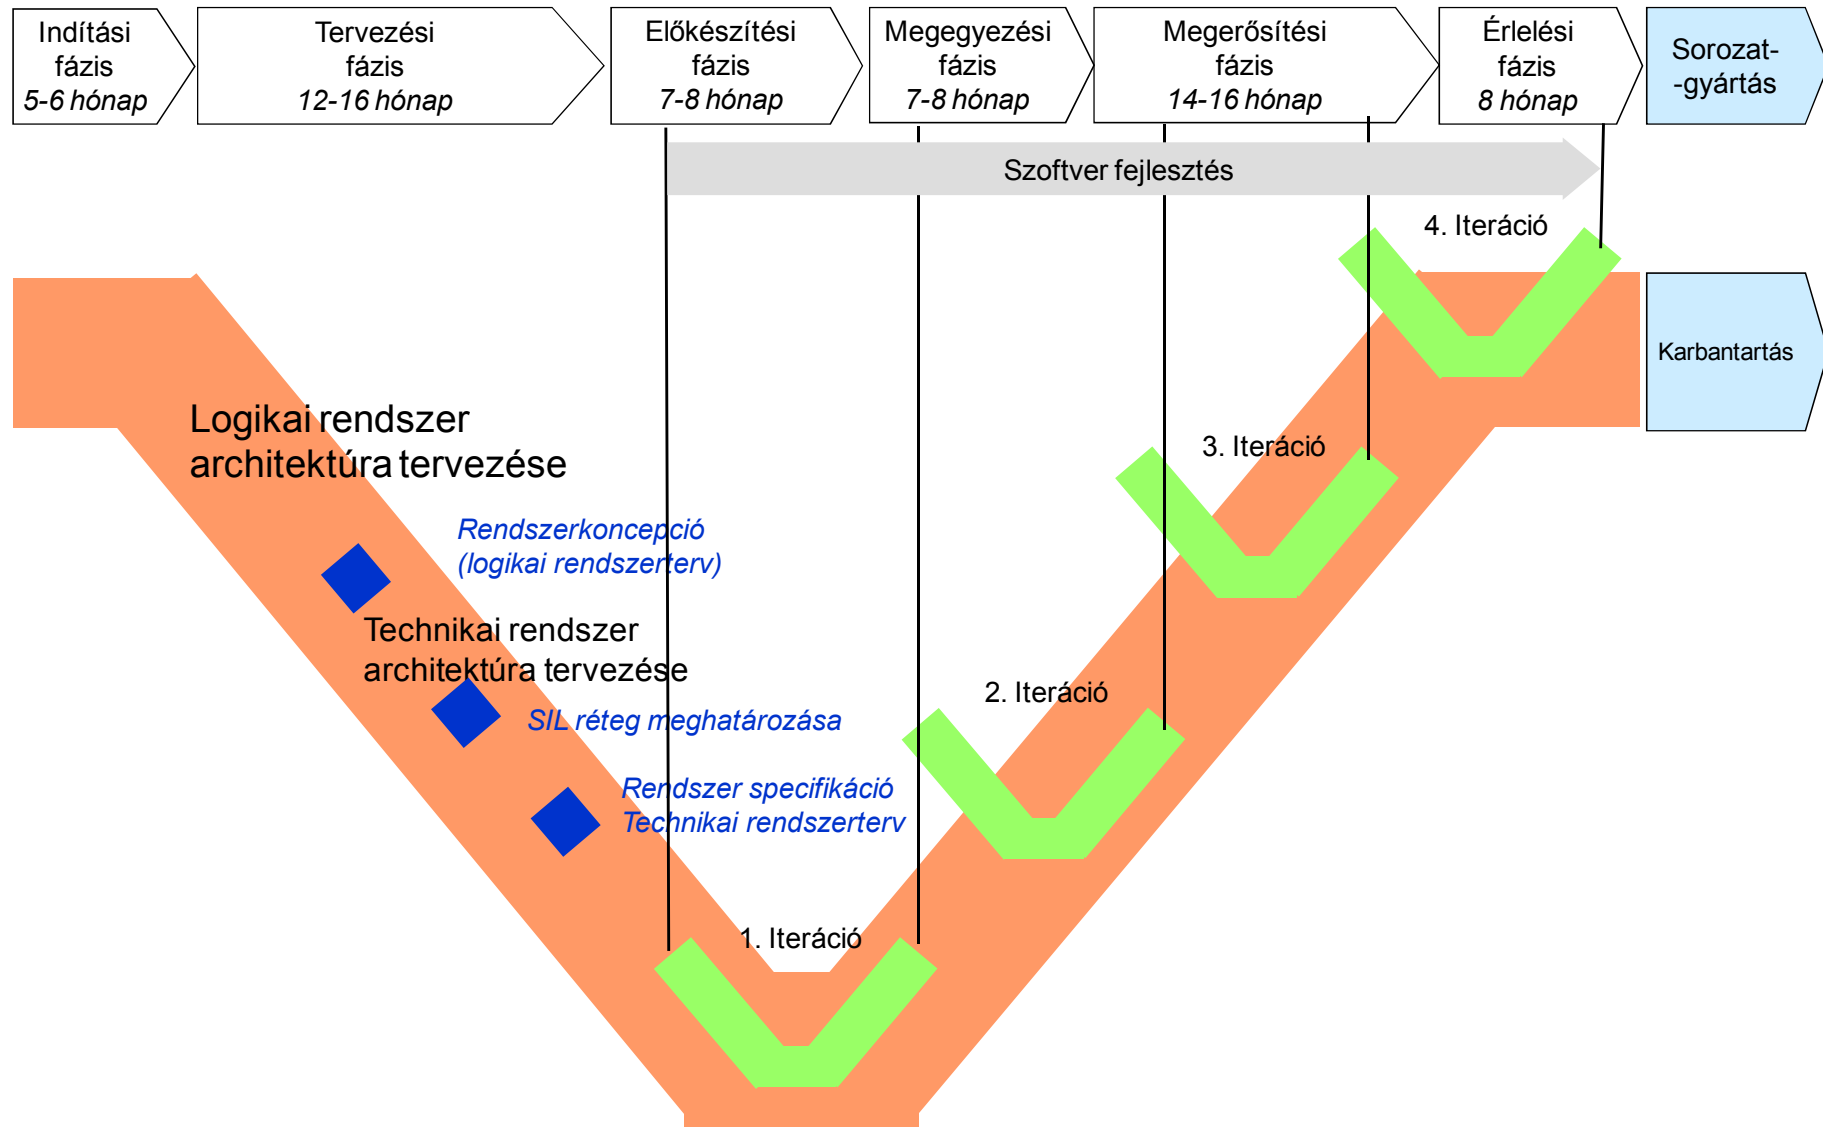 Indítási
fázis
5-6 hónap
Tervezési
fázis
12-16 hónap
Előkészítési
fázis
7-8 hónap
Megegyezési
fázis
7-8 hónap
Megerősítési
fázis
14-16 hónap
Érlelési
fázis
8 hónap
Sorozat-
-gyártás
Szoftver fejlesztés
4. Iteráció
Karbantartás
Logikai rendszer
architektúra tervezése
3. Iteráció
Rendszerkoncepció
(logikai rendszerterv)
Technikai rendszer
architektúra tervezése
2. Iteráció
SIL réteg meghatározása
Rendszer specifikáció
Technikai rendszerterv
1. Iteráció